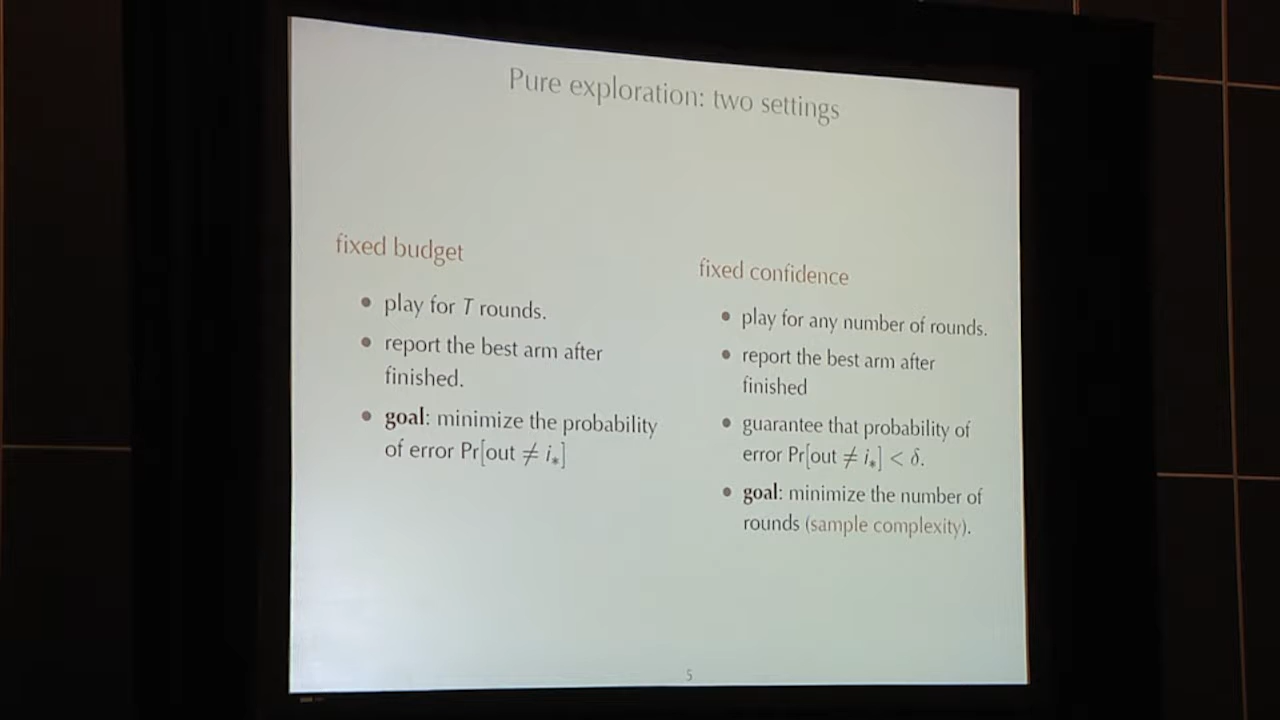 Pure exploration: two settings
fixed budget
• play for T rounds.
• report the best arm after
finished.
• goal: minimize the probability
of error Pr[out ≠ i*]
fixed confidence
• play for any number of rounds.
• report the best arm after
finished
• guarantee that probability of
error Pr[out ≠ i*] < δ.
• goal: minimize the number of
rounds (sample complexity).
5